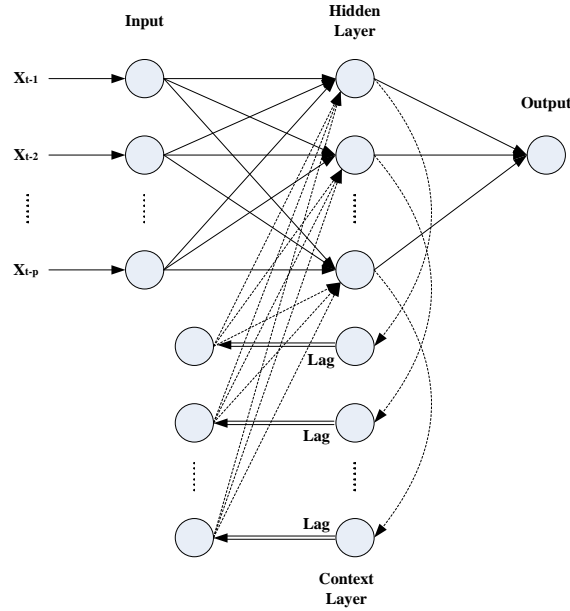 Hidden
Layer
Input
Output
Xt-1
Xt-2
Xt-p
Lag
Lag
Lag
Context
Layer